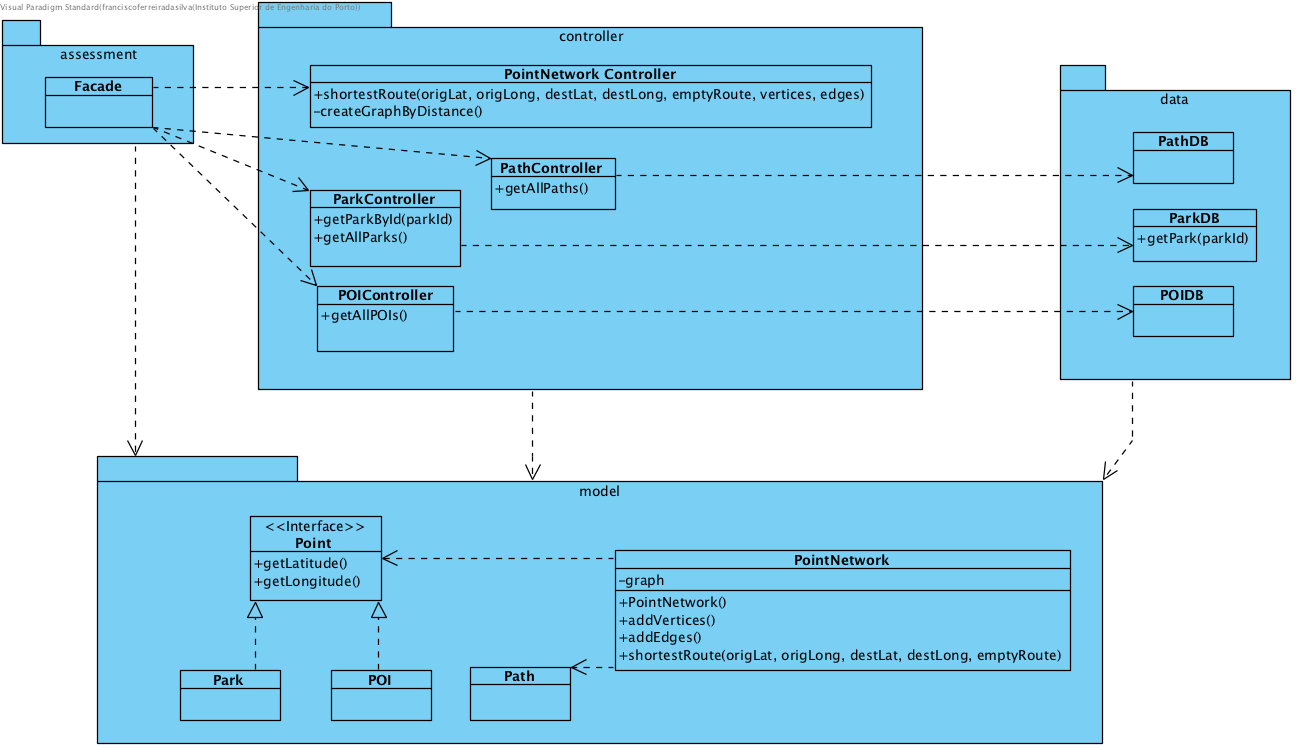 Visual Paradigm Standard(franciscoferreiradasilva(Instituto Superior de Engenharia do Porto))
assessment
Facade
controller
PointNetwork Controller
+shortestRoute(origLat, origLong, destLat, destLong, emptyRoute, vertices, edges)
-createGraphByDistance()
PathController
+getAllPaths()
ParkController
+getParkById(parkId)
+getAllParks()
POIController
+getAllPOIs()
data
PathDB
ParkDB
+getPark(parkId)
POIDB
model
<<Interface>>
Point
+getLatitude()
+getLongitude()
PointNetwork
-graph
+PointNetwork()
+addVertices()
+addEdges()
+shortestRoute(origLat, origLong, destLat, destLong, emptyRoute)
Park
POI
Path